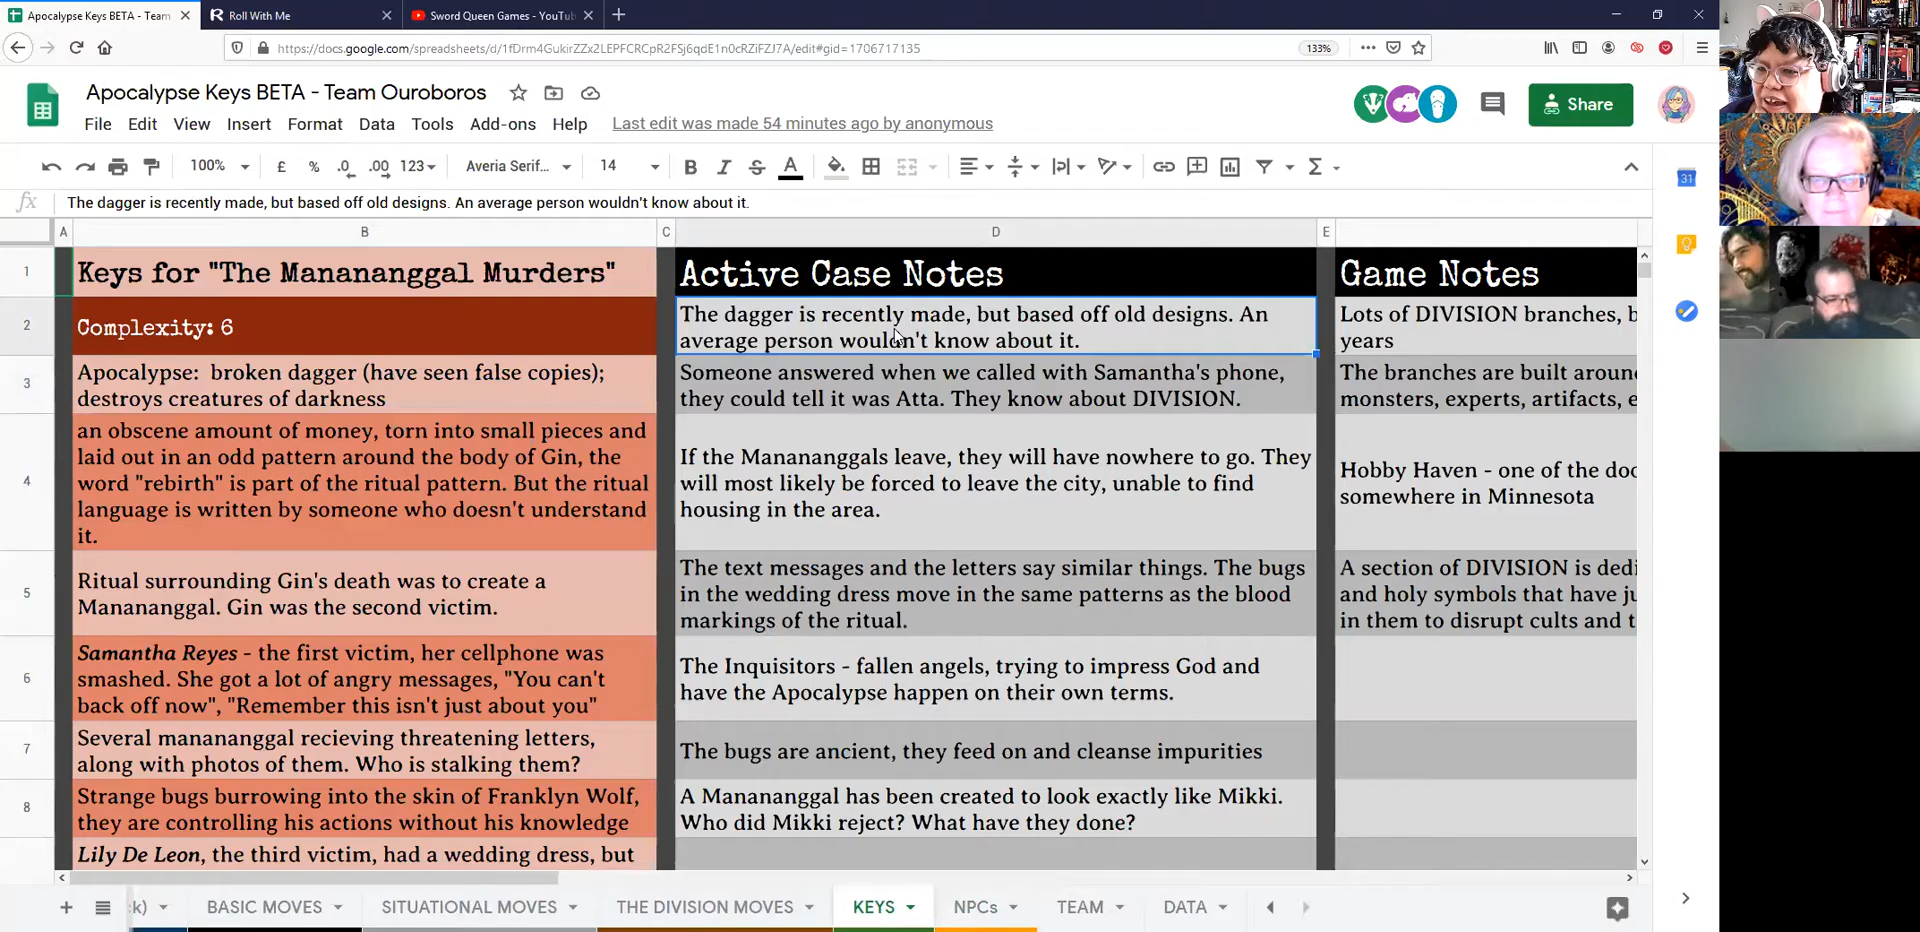 Apocalypse Keys BETA - Team
Roll With Me
Sword Queen Games - YouTub
https://docs.google.com/spreadsheets/d/1fDrm4GukirZZx2LEPFCRCpR2FSj6qdE1n0cRZiFZJ7A/edit#gid=1706717135
133%
Apocalypse Keys BETA - Team Ouroboros
Share
File Edit View Insert Format Data Tools Add-ons Help Last edit was made 54 minutes ago by anonymous
100% £ % .0 .00 123 Averia Serif... 14 B I S A
31
fx The dagger is recently made, but based off old designs. An average person wouldn't know about it.
A B C D E
1 Keys for "The Manananggal Murders" Active Case Notes Game Notes
2 Complexity: 6
The dagger is recently made, but based off old designs. An
average person wouldn't know about it.
Lots of DIVISION branches, b
years
3 Apocalypse: broken dagger (have seen false copies);
destroys creatures of darkness
Someone answered when we called with Samantha's phone,
they could tell it was Atta. They know about DIVISION.
The branches are built aroun
monsters, experts, artifacts, e
4 an obscene amount of money, torn into small pieces and
laid out in an odd pattern around the body of Gin, the
word "rebirth" is part of the ritual pattern. But the ritual
language is written by someone who doesn't understand
it.
If the Manananggals leave, they will have nowhere to go. They
will most likely be forced to leave the city, unable to find
housing in the area.
Hobby Haven - one of the doo
somewhere in Minnesota
5 Ritual surrounding Gin's death was to create a
Manananggal. Gin was the second victim.
The text messages and the letters say similar things. The bugs
in the wedding dress move in the same patterns as the blood
markings of the ritual.
A section of DIVISION is dedi
and holy symbols that have ju
in them to disrupt cults and t
6 Samantha Reyes - the first victim, her cellphone was
smashed. She got a lot of angry messages, "You can't
back off now", "Remember this isn't just about you"
The Inquisitors - fallen angels, trying to impress God and
have the Apocalypse happen on their own terms.
7 Several manananggal recieving threatening letters,
along with photos of them. Who is stalking them?
The bugs are ancient, they feed on and cleanse impurities
8 Strange bugs burrowing into the skin of Franklyn Wolf,
they are controlling his actions without his knowledge
A Manananggal has been created to look exactly like Mikki.
Who did Mikki reject? What have they done?
Lily De Leon, the third victim, had a wedding dress, but
k) BASIC MOVES SITUATIONAL MOVES THE DIVISION MOVES KEYS NPCs TEAM DATA